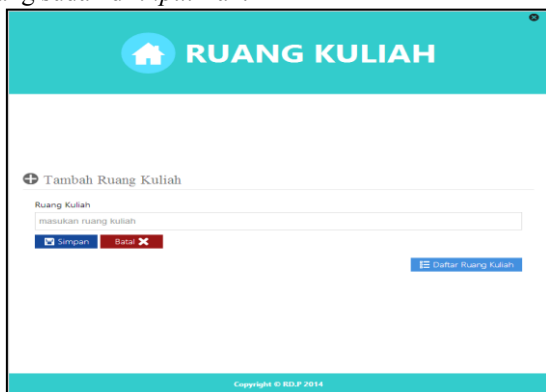 RUANG KULIAH
Tambah Ruang Kuliah
Ruang Kuliah
masukan ruang kuliah
Simpan Batal
Daftar Ruang Kuliah
Copyright © RD.P 2014